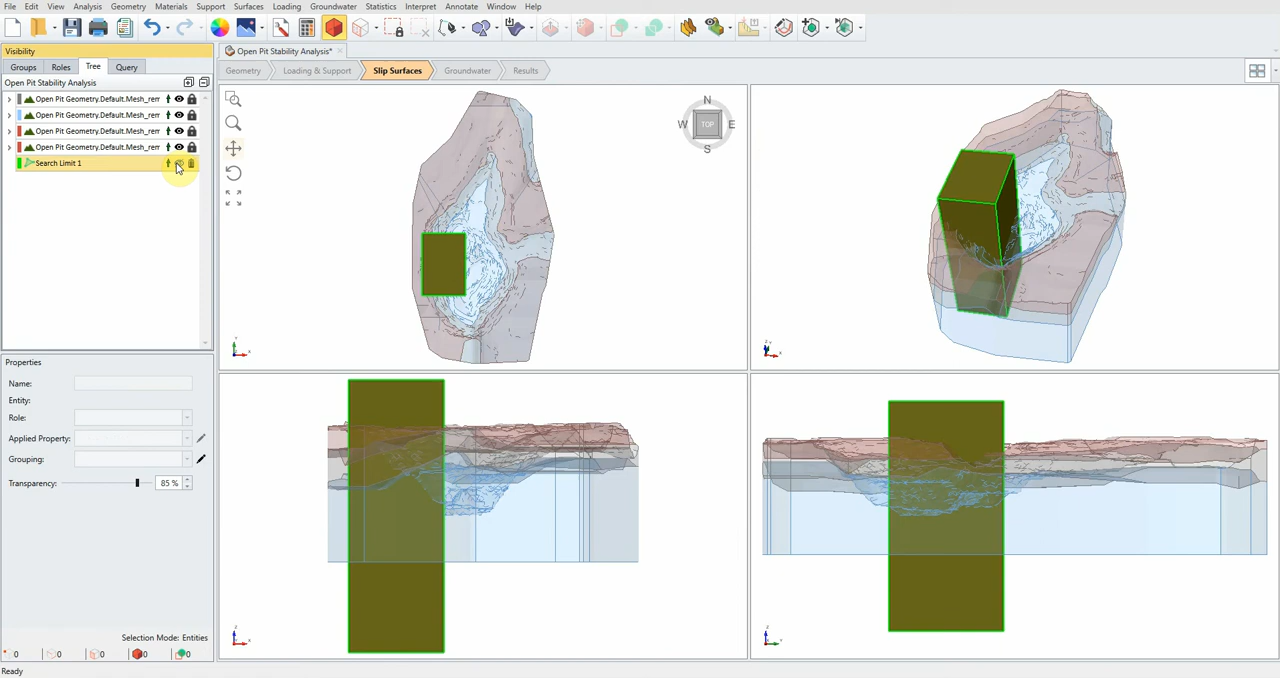 File Edit View Analysis Geometry Materials Support Surfaces Loading Groundwater Statistics Interpret Annotate Window Help
Visibility
Open Pit Stability Analysis*
Groups Roles Tree Query
Geometry Loading & Support Slip Surfaces Groundwater Results
Open Pit Stability Analysis
Open Pit Geometry.Default.Mesh_rem
Open Pit Geometry.Default.Mesh_rem
Open Pit Geometry.Default.Mesh_rem
Open Pit Geometry.Default.Mesh_rem
Search Limit 1
N
W TOP E
S
Properties
Name:
Entity:
Role:
Applied Property:
Grouping:
Transparency: 85 %
Selection Mode: Entities
0 0 0 0 0
Ready